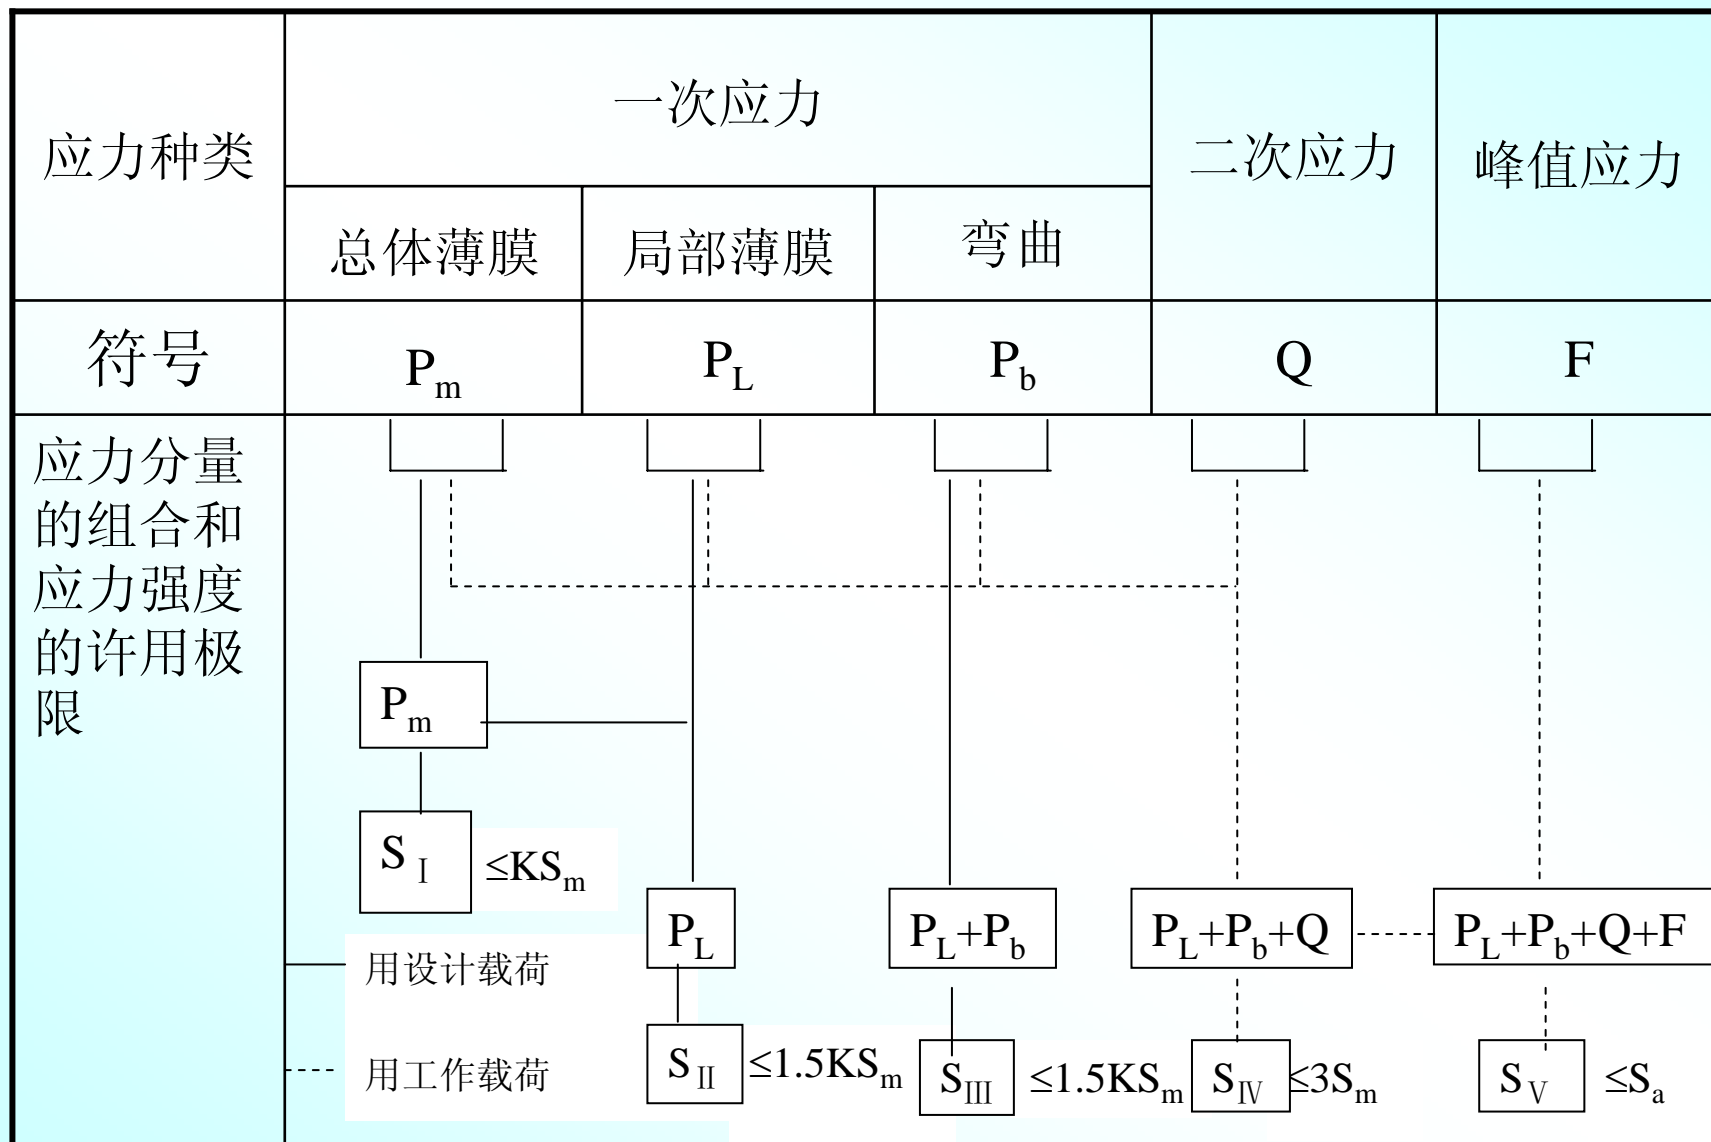 应力种类
一次应力
二次应力
峰值应力
总体薄膜
局部薄膜
弯曲
符号
Pm
PL
Pb
Q
F
应力分量
的组合和
应力强度
的许用极
限
Pm
SⅠ
≤KSm
PL
PL+Pb
PL+Pb+Q
PL+Pb+Q+F
用设计载荷
用工作载荷
SⅡ
≤1.5KSm
SⅢ
≤1.5KSm
SⅣ
≤3Sm
SⅤ
≤Sa